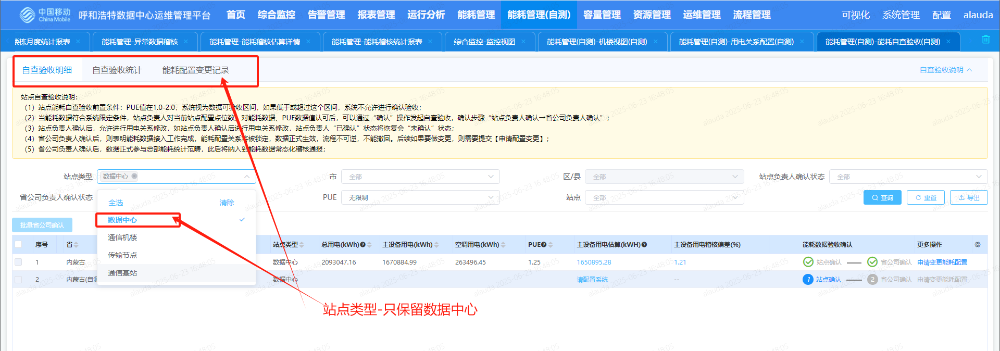 中国移动
China Mobile
呼和浩特数据中心运维管理平台
首页 综合监控 告警管理 报表管理 运行分析 能耗管理 能耗管理(自测) 容量管理 资源管理 运维管理 流程管理
可视化 系统管理 配置 alauda
楼栋月度统计报表 × 能耗管理-异常数据稽核 × 能耗管理-能耗稽核估算详情 × 能耗管理-能耗稽核统计报表 × 综合监控-监控视图 × 能耗管理(自测)-机楼视图(自测) × 能耗管理(自测)-用电关系配置(自测) × 能耗管理(自测)-能耗自查验收(自测) ×
自查验收明细 自查验收统计 能耗配置变更记录
自查验收说明
站点自查验收说明：
（1）站点能耗自查验收前置条件：PUE值在1.0-2.0，系统视为数据可验收区间，如果低于或超过这个区间，系统不允许进行确认验收；
（2）当能耗数据符合系统限定条件，站点负责人对当前站点配置点位数、对能耗数据、PUE数据值认可后，可以通过“确认”操作发起自查验收，确认步骤“站点负责人确认→省公司负责人确认”；
（3）站点负责人确认后，允许进行用电关系修改，如站点负责人确认后进行用电关系修改，站点负责人“已确认”状态将恢复会“未确认”状态；
（4）省公司负责人确认后，则表明能耗数据接入工作完成，能耗配置关系将被锁定，数据正式生效，流程不可逆，不能撤回。后续如果要做变更，则需要提交【申请配置变更】；
（5）省公司负责人确认后，数据正式参与总部能耗统计范畴，此后将纳入到能耗数据常态化稽核通报；
站点类型 数据中心 市 全部 区/县 全部 站点负责人确认状态 全部
省公司负责人确认状态 PUE 无限制 站点 全部 查询 重置 导出
全选 清除
数据中心
通信机楼
传输节点
通信基站
批量省公司确认
序号 省 站点类型 总用电(kWh) 主设备用电(kWh) 空调用电(kWh) PUE 主设备用电估算(kWH) 主设备用电稽核偏差(%) 能耗数据验收确认 更多操作
1 内蒙古 数据中心 2093047.16 1670884.99 263496.45 1.25 1650895.28 1.21 站点确认 省公司确认 申请变更能耗配置
2 内蒙古(自测 数据中心 请配置系统 -- 1 站点确认 2 省公司确认 申请变更能耗配置
站点类型-只保留数据中心
alauda 2025-06-23 16:48:05